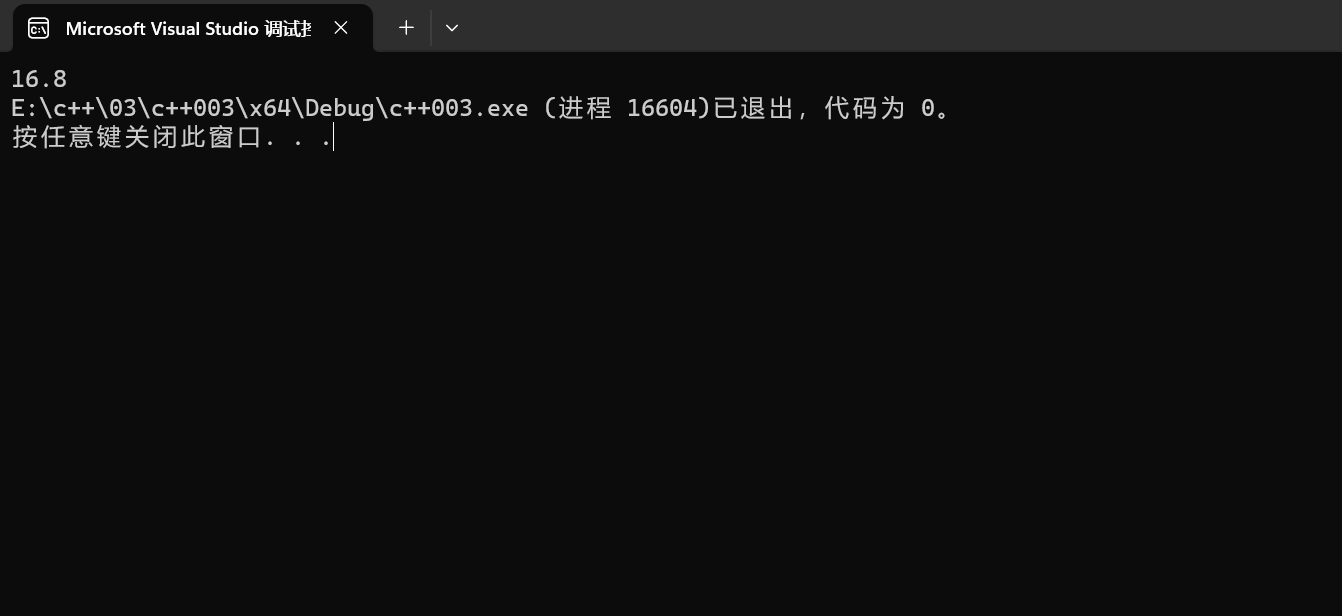 Microsoft Visual Studio 调试
16.8
E:\c++\03\c++003\x64\Debug\c++003.exe (进程 16604)已退出，代码为 0。
按任意键关闭此窗口. . .